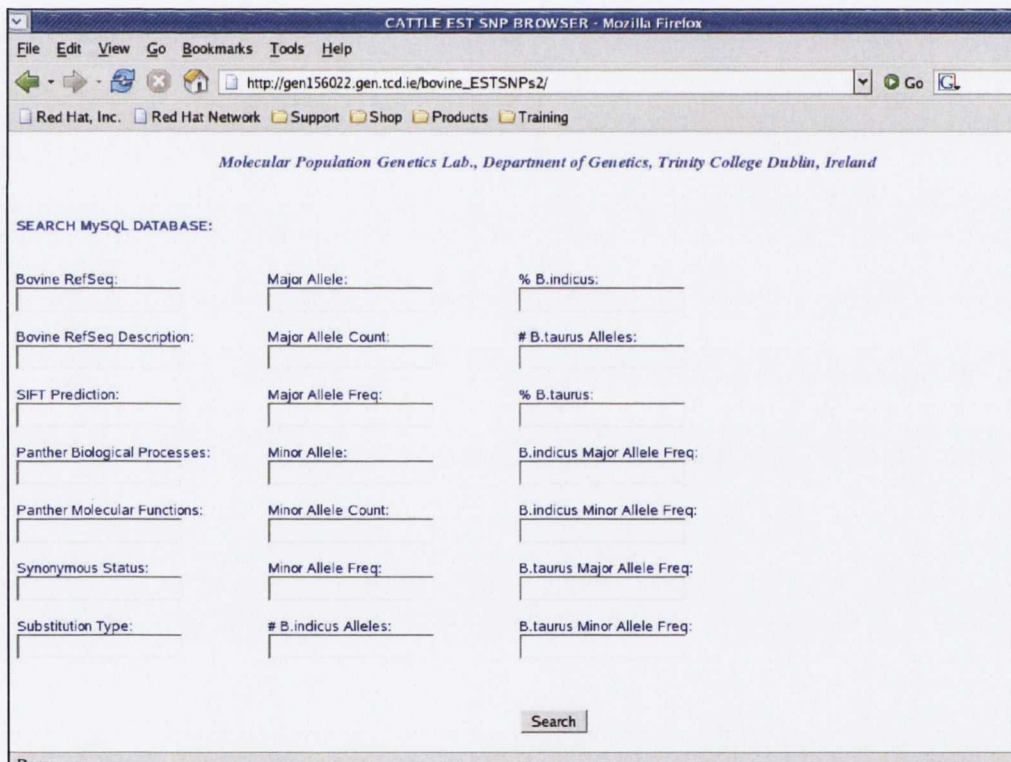 CATTLE EST SNP BROWSER - Mozilla Firefox
File Edit View Go Bookmarks Tools Help
http://gen156022.gen.tcd.ie/bovine_ESTSNPs2/ Go G
Red Hat, Inc. Red Hat Network Support Shop Products Training
Molecular Population Genetics Lab., Department of Genetics, Trinity College Dublin, Ireland
SEARCH MySQL DATABASE:
Bovine RefSeq: Major Allele: % B.indicus:
Bovine RefSeq Description: Major Allele Count: # B.taurus Alleles:
SIFT Prediction: Major Allele Freq: % B.taurus:
Panther Biological Processes: Minor Allele: B.indicus Major Allele Freq:
Panther Molecular Functions: Minor Allele Count: B.indicus Minor Allele Freq:
Synonymous Status: Minor Allele Freq: B.taurus Major Allele Freq:
Substitution Type: # B.indicus Alleles: B.taurus Minor Allele Freq:
Search